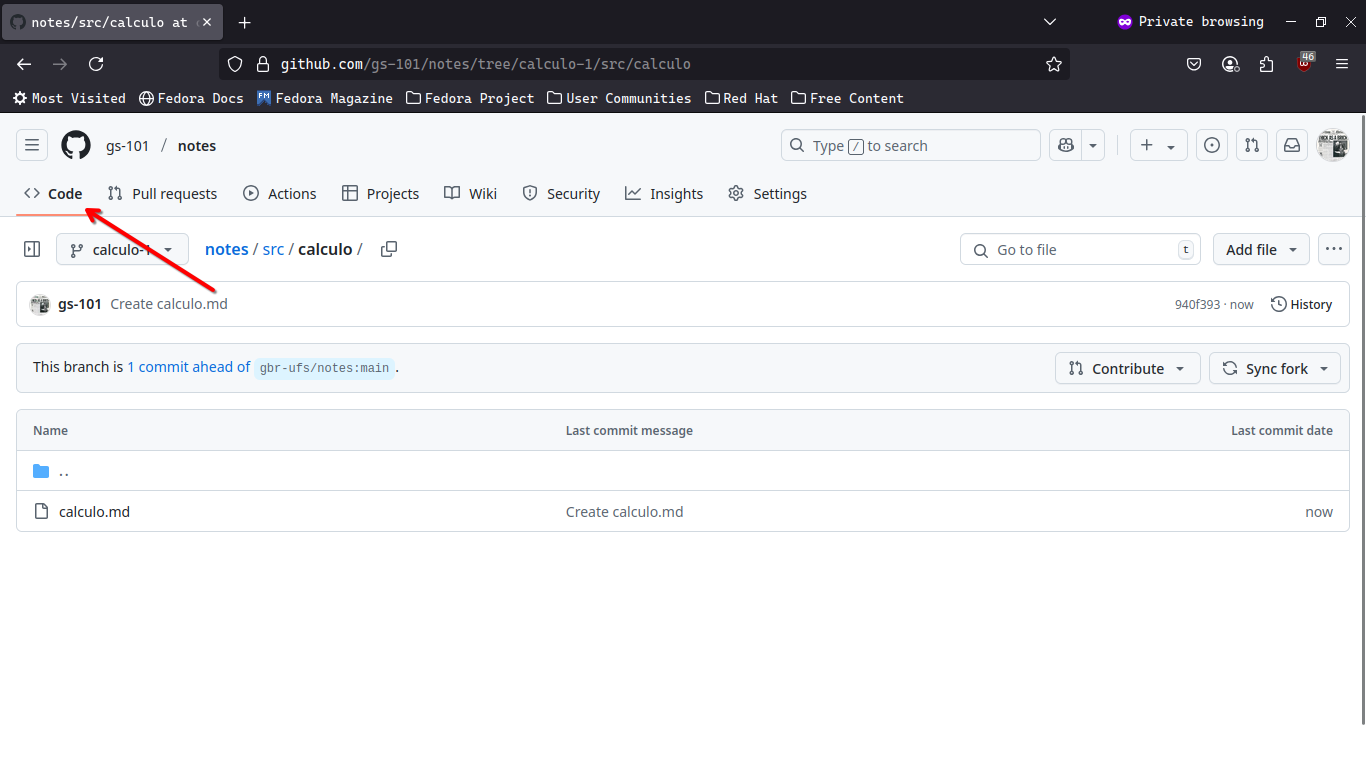 notes/src/calculo at
Private browsing
github.com/gs-101/notes/tree/calculo-1/src/calculo
46
Most Visited Fedora Docs FM Fedora Magazine Fedora Project User Communities Red Hat Free Content
gs-101 / notes
Type / to search
Code Pull requests Actions Projects Wiki Security Insights Settings
calculo-1 notes / src / calculo / Go to file t Add file
gs-101 Create calculo.md 940f393 · now History
This branch is 1 commit ahead of gbr-ufs/notes:main . Contribute Sync fork
Name Last commit message Last commit date
..
calculo.md Create calculo.md now